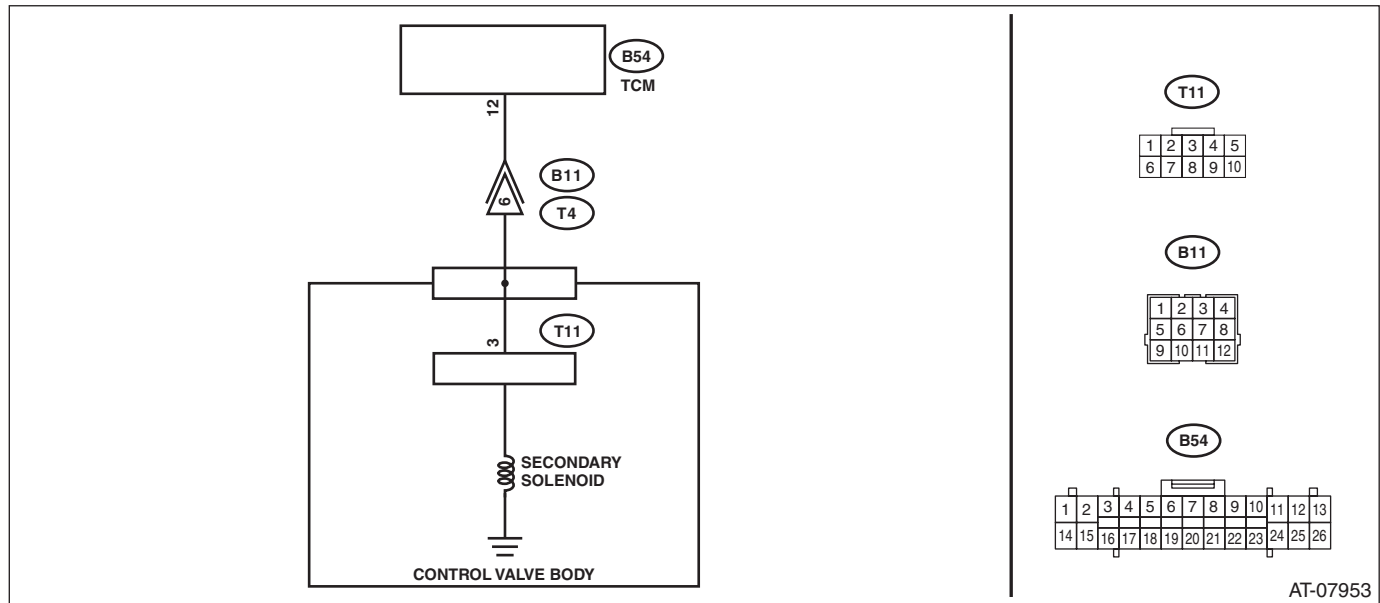 B54
TCM
12
B11
6
T4
T11
3
SECONDARY
SOLENOID
CONTROL VALVE BODY
T11
1 2 3 4 5
6 7 8 9 10
B11
1 2 3 4
5 6 7 8
9 10 11 12
B54
1 2 3 4 5 6 7 8 9 10 11 12 13
14 15 16 17 18 19 20 21 22 23 24 25 26
AT-07953